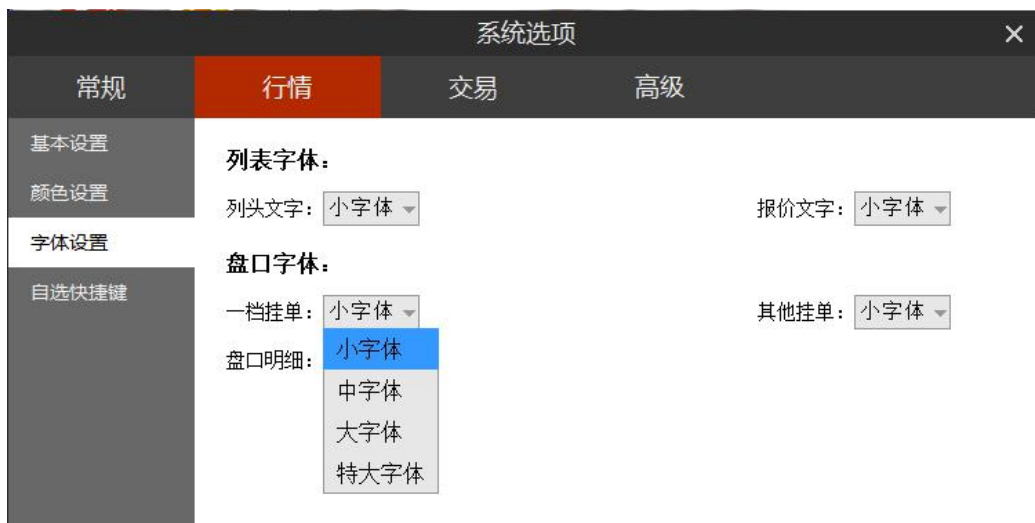 系统选项
常规 行情 交易 高级
基本设置
颜色设置
字体设置
自选快捷键
列表字体：
列头文字： 小字体 报价文字： 小字体
盘口字体：
一档挂单： 小字体 其他挂单： 小字体
盘口明细： 小字体
中字体
大字体
特大字体